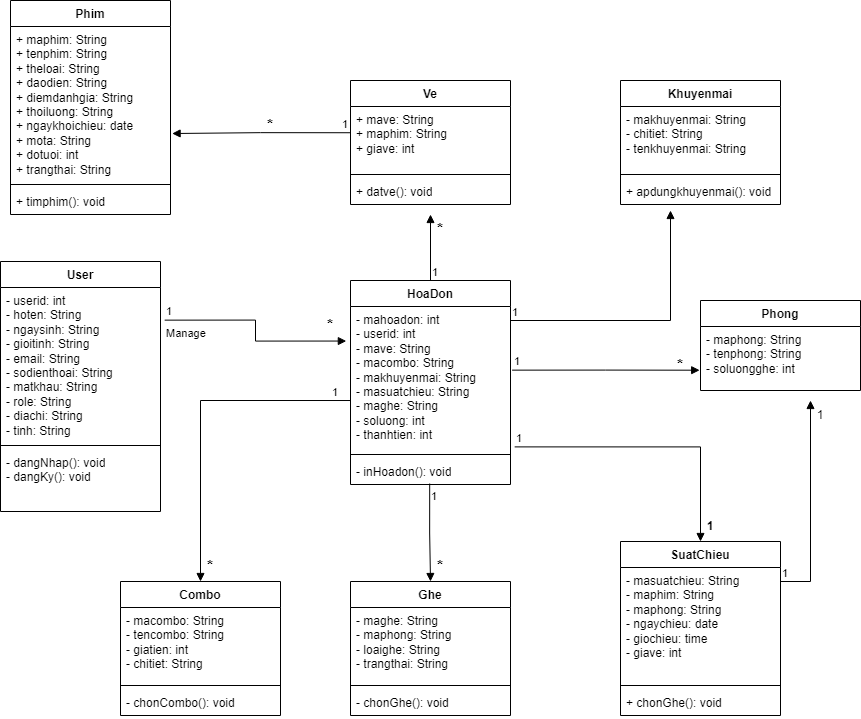 Phim
+ maphim: String
+ tenphim: String
+ theloai: String
+ daodien: String
+ diemdanhgia: String
+ thoiluong: String
+ ngaykhoichieu: date
+ mota: String
+ dotuoi: int
+ trangthai: String
+ timphim(): void
* 1
Ve
+ mave: String
+ maphim: String
+ giave: int
+ datve(): void
*
1
Khuyenmai
- makhuyenmai: String
- chitiet: String
- tenkhuyenmai: String
+ apdungkhuyenmai(): void
User
- userid: int
- hoten: String
- ngaysinh: String
- gioitinh: String
- email: String
- sodienthoai: String
- matkhau: String
- role: String
- diachi: String
- tinh: String
- dangNhap(): void
- dangKy(): void
1
Manage
*
HoaDon
- mahoadon: int
- userid: int
- mave: String
- macombo: String
- makhuyenmai: String
- masuatchieu: String
- maghe: String
- soluong: int
- thanhtien: int
- inHoadon(): void
1
1
*
1
1
1
Phong
- maphong: String
- tenphong: String
- soluongghe: int
1
*
1
*
1
Combo
- macombo: String
- tencombo: String
- giatien: int
- chitiet: String
- chonCombo(): void
Ghe
- maghe: String
- maphong: String
- loaighe: String
- trangthai: String
- chonGhe(): void
SuatChieu
- masuatchieu: String
- maphim: String
- maphong: String
- ngaychieu: date
- giochieu: time
- giave: int
+ chonGhe(): void
1